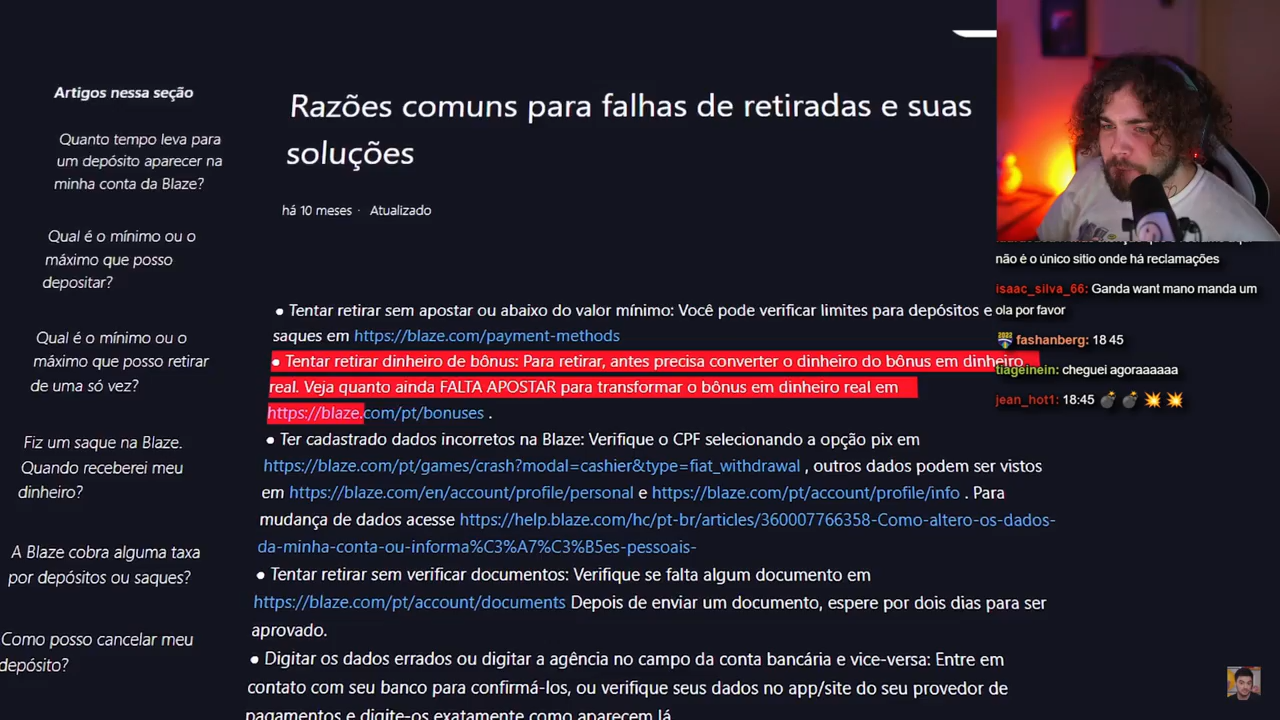 Artigos nessa seção
Quanto tempo leva para
um depósito aparecer na
minha conta da Blaze?
Qual é o mínimo ou o
máximo que posso
depositar?
Qual é o mínimo ou o
máximo que posso retirar
de uma só vez?
Fiz um saque na Blaze.
Quando receberei meu
dinheiro?
A Blaze cobra alguma taxa
por depósitos ou saques?
Como posso cancelar meu
depósito?
Razões comuns para falhas de retiradas e suas
soluções
há 10 meses · Atualizado
● Tentar retirar sem apostar ou abaixo do valor mínimo: Você pode verificar limites para depósitos e
saques em https://blaze.com/payment-methods
● Tentar retirar dinheiro de bônus: Para retirar, antes precisa converter o dinheiro do bônus em dinheiro
real. Veja quanto ainda FALTA APOSTAR para transformar o bônus em dinheiro real em
https://blaze.com/pt/bonuses .
● Ter cadastrado dados incorretos na Blaze: Verifique o CPF selecionando a opção pix em
https://blaze.com/pt/games/crash?modal=cashier&type=fiat_withdrawal , outros dados podem ser vistos
em https://blaze.com/en/account/profile/personal e https://blaze.com/pt/account/profile/info . Para
mudança de dados acesse https://help.blaze.com/hc/pt-br/articles/360007766358-Como-altero-os-dados-
da-minha-conta-ou-informa%C3%A7%C3%B5es-pessoais-
● Tentar retirar sem verificar documentos: Verifique se falta algum documento em
https://blaze.com/pt/account/documents Depois de enviar um documento, espere por dois dias para ser
aprovado.
● Digitar os dados errados ou digitar a agência no campo da conta bancária e vice-versa: Entre em
contato com seu banco para confirmá-los, ou verifique seus dados no app/site do seu provedor de
pagamentos e digite-os exatamente como aparecem lá
não é o único sitio onde há reclamações
isaac_silva_66: Ganda want mano manda um
ola por favor
fashanberg: 18 45
tiageinein: cheguei agoraaaaaa
jean_hot1: 18:45 💣 💣 💥 💥